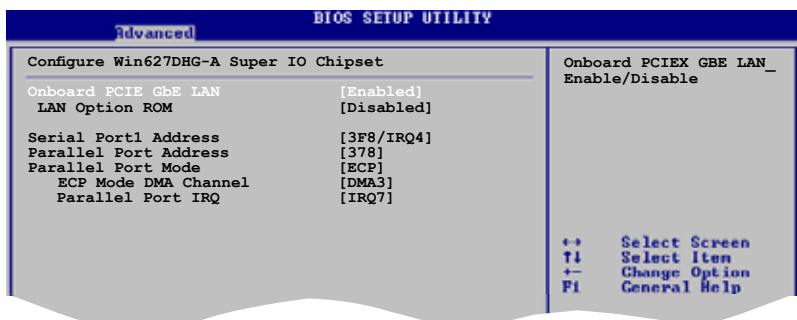 BIOS SETUP UTILITY
Advanced
Configure Win627DHG-A Super IO Chipset
Onboard PCIE GbE LAN [Enabled]
LAN Option ROM [Disabled]
Serial Port1 Address [3F8/IRQ4]
Parallel Port Address [378]
Parallel Port Mode [ECP]
ECP Mode DMA Channel [DMA3]
Parallel Port IRQ [IRQ7]
Onboard PCIEX GBE LAN_
Enable/Disable
↔ Select Screen
↑↓ Select Item
+- Change Option
F1 General Help